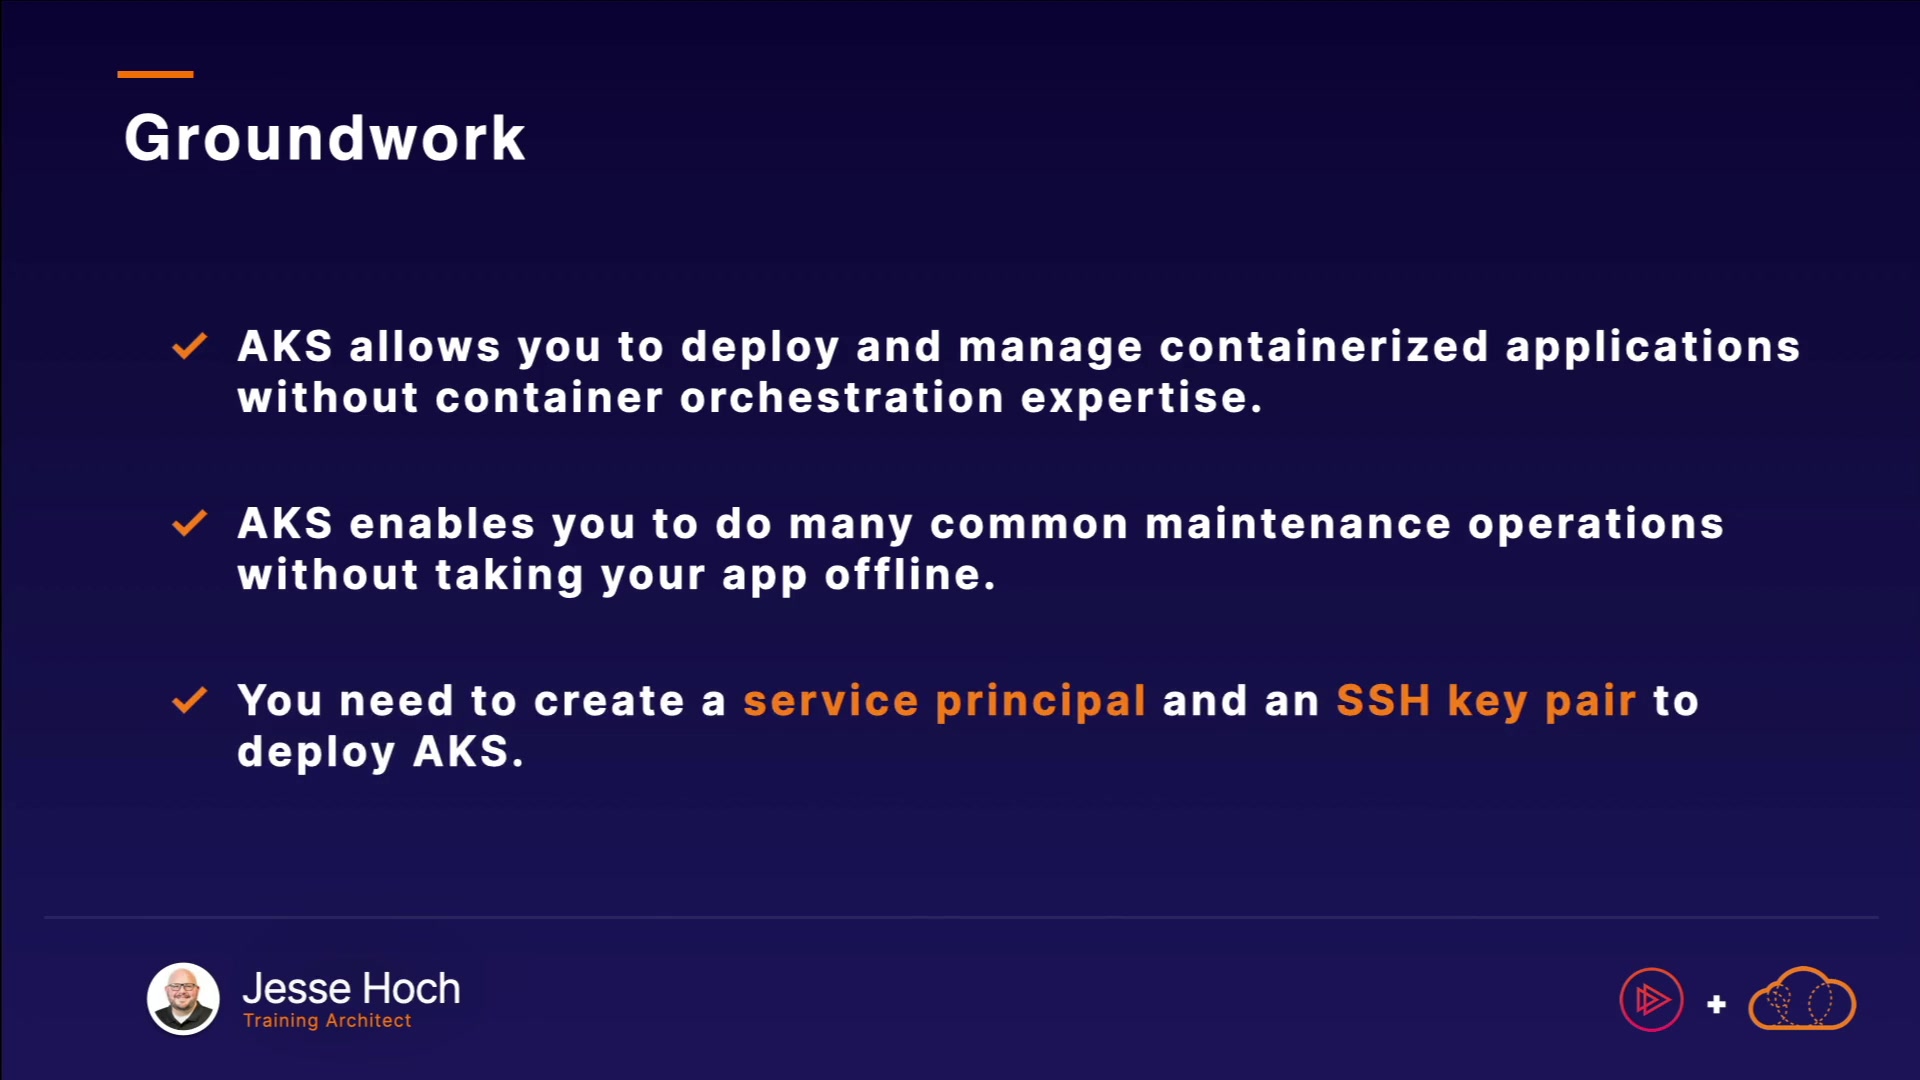 Groundwork
AKS allows you to deploy and manage containerized applications
without container orchestration expertise.
AKS enables you to do many common maintenance operations
without taking your app offline.
You need to create a service principal and an SSH key pair to
deploy AKS.
Jesse Hoch
Training Architect
+